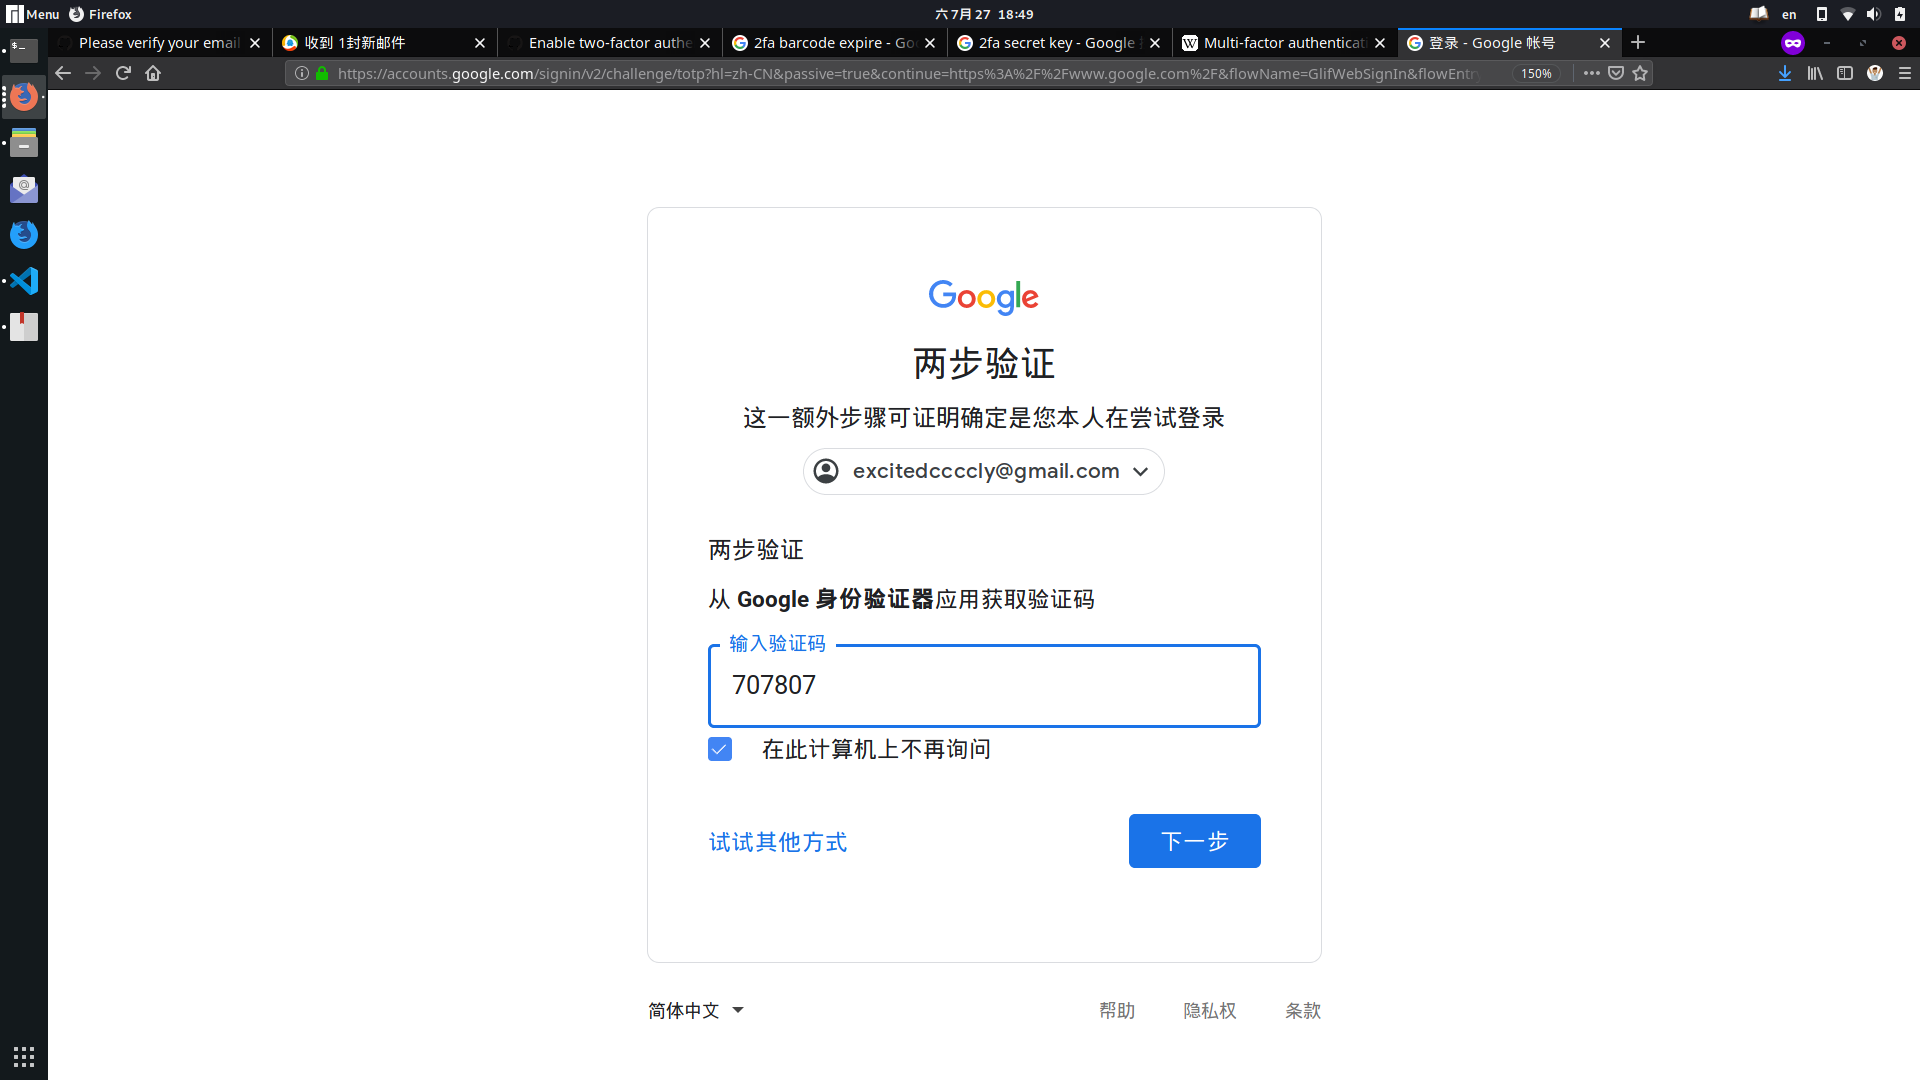 Menu Firefox 六 7月 27 18:49 en
Please verify your email 收到 1封新邮件 Enable two-factor authe 2fa barcode expire - Goo 2fa secret key - Google Multi-factor authenticati 登录 - Google 帐号
https://accounts.google.com/signin/v2/challenge/totp?hl=zh-CN&passive=true&continue=https%3A%2F%2Fwww.google.com%2F&flowName=GlifWebSignIn&flowEntry 150%
Google
两步验证
这一额外步骤可证明确定是您本人在尝试登录
excitedccccly@gmail.com
两步验证
从 Google 身份验证器应用获取验证码
输入验证码
707807
在此计算机上不再询问
试试其他方式 下一步
简体中文 帮助 隐私权 条款